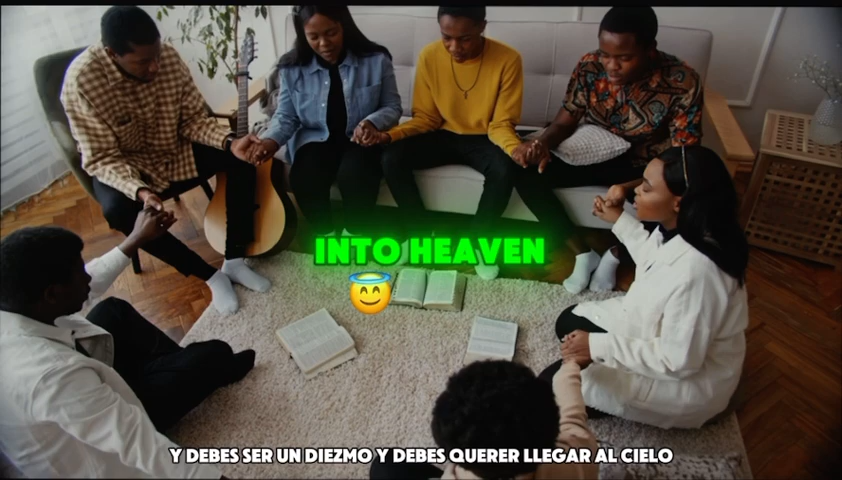 INTO HEAVEN
Y DEBES SER UN DIEZMO Y DEBES QUERER LLEGAR AL CIELO